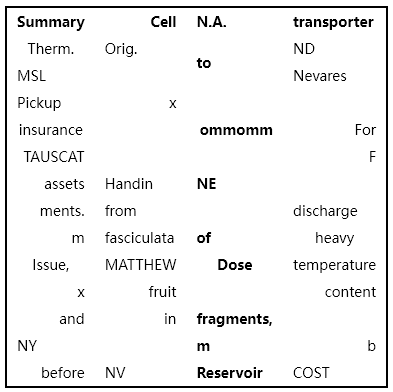 Summary Cell N.A. transporter
Therm. Orig. to ND
MSL Nevares
Pickup x
insurance ommomm For
TAUSCAT F
assets Handin NE
ments. from discharge
m fasciculata of heavy
Issue, MATTHEW Dose temperature
x fruit content
and in fragments,
NY m b
before NV Reservoir COST